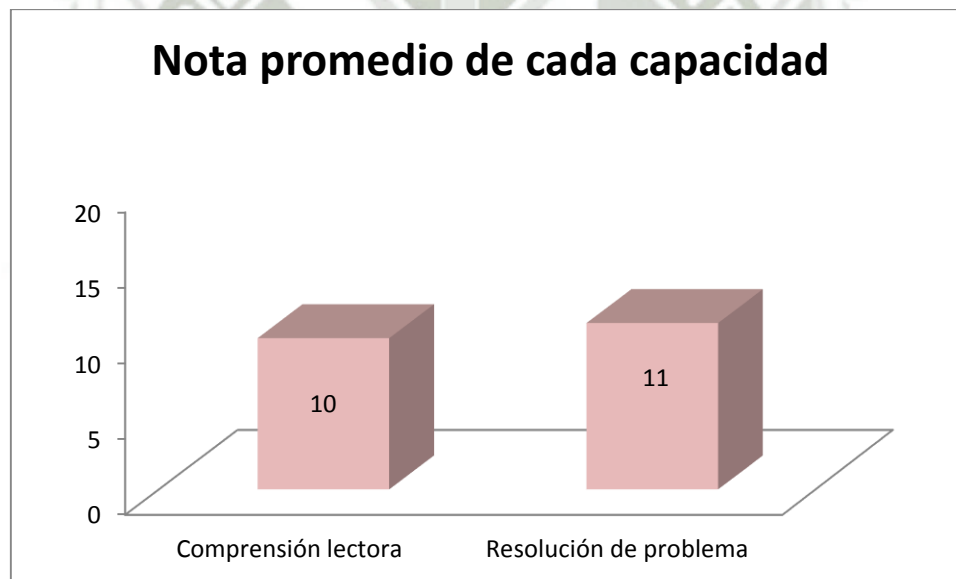 Nota promedio de cada capacidad
20
15
10
5
0
10
11
Comprensión lectora
Resolución de problema